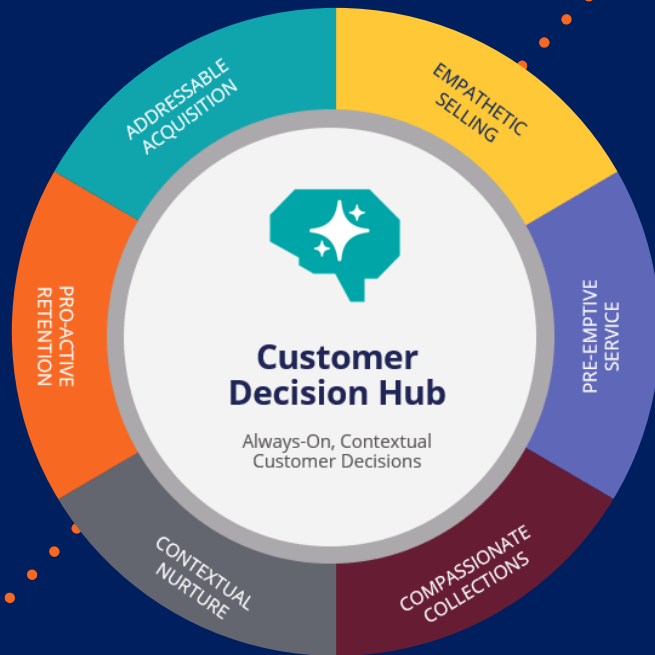 ADDRESSABLE
ACQUISITION
EMPATHETIC
SELLING
PRE-EMPTIVE
SERVICE
COMPASSIONATE
COLLECTIONS
CONTEXTUAL
NURTURE
PRO-ACTIVE
RETENTION
Customer
Decision Hub
Always-On, Contextual
Customer Decisions